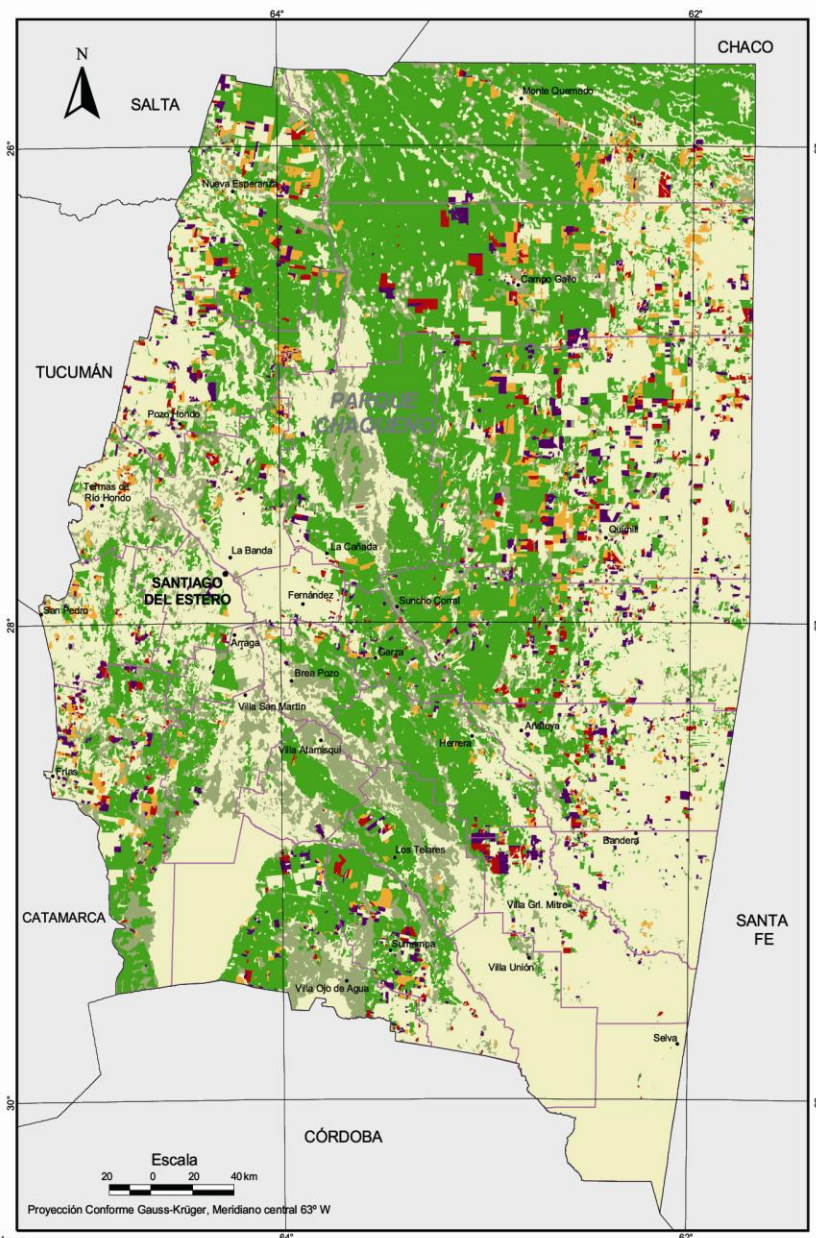 64°
62°
CHACO
N
SALTA
Monte Quemado
26°
Nueva Esperanza
Campo Gallo
TUCUMÁN
PARQUE
CHAQUEÑO
Pozo Hondo
Termas de
Río Hondo
Quimilí
La Banda
La Cañada
SANTIAGO
DEL ESTERO
Fernández
Suncho Corral
San Pedro
28°
Arraga
Garza
Brea Pozo
Villa San Martín
Añatuya
Herrera
Villa Atamisqui
Frías
Bandera
Los Telares
Villa Grl. Mitre
CATAMARCA
SANTA
FE
Sumampa
Villa Unión
Villa Ojo de Agua
Selva
30°
CÓRDOBA
Escala
20 0 20 40 km
Proyección Conforme Gauss-Krüger, Meridiano central 63º W
64°